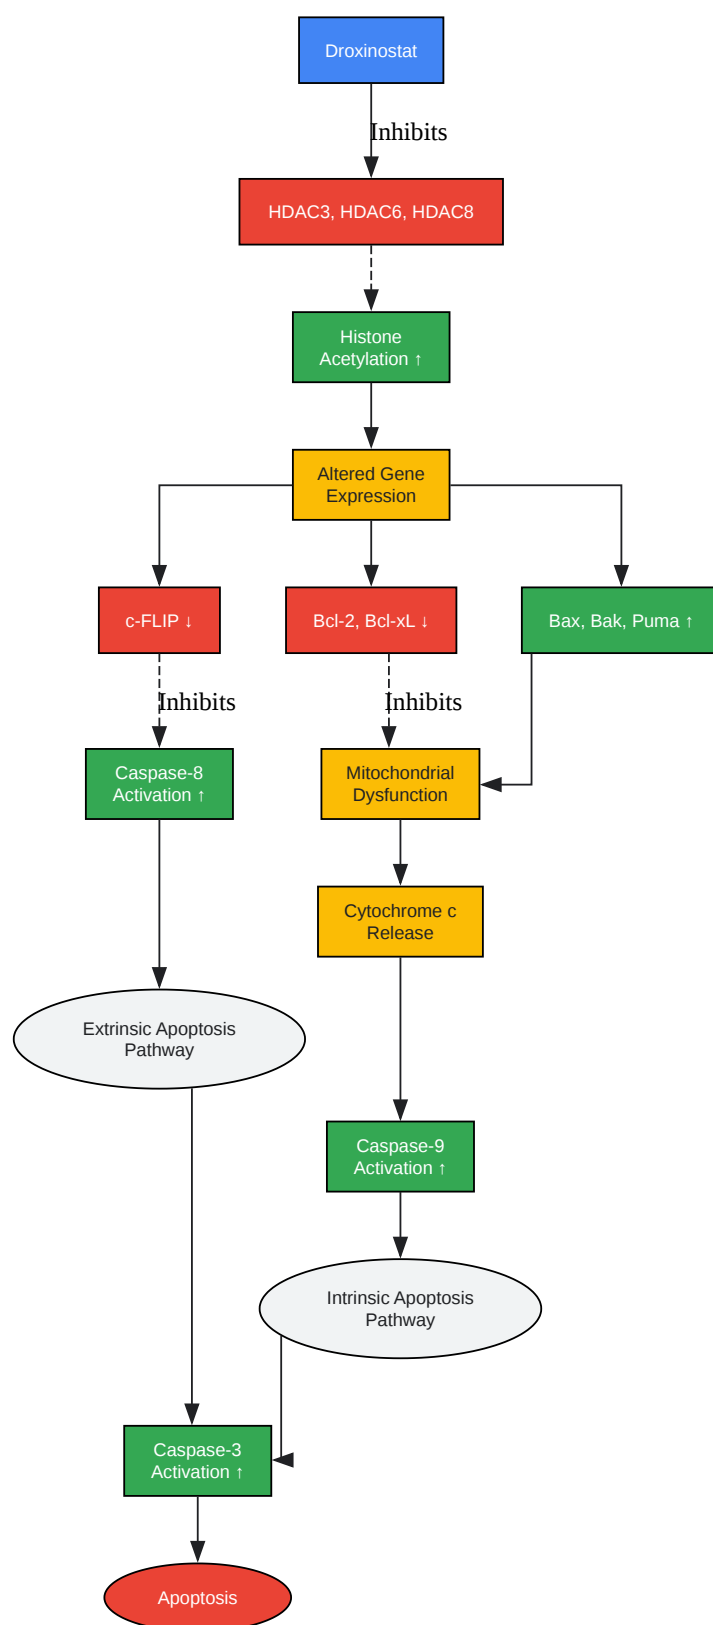 Droxinostat
Inhibits
HDAC3, HDAC6, HDAC8
Histone
Acetylation ↑
Altered Gene
Expression
c-FLIP ↓
Bcl-2, Bcl-xL ↓
Bax, Bak, Puma ↑
Inhibits
Inhibits
Caspase-8
Activation ↑
Mitochondrial
Dysfunction
Cytochrome c
Release
Extrinsic Apoptosis
Pathway
Caspase-9
Activation ↑
Intrinsic Apoptosis
Pathway
Caspase-3
Activation ↑
Apoptosis